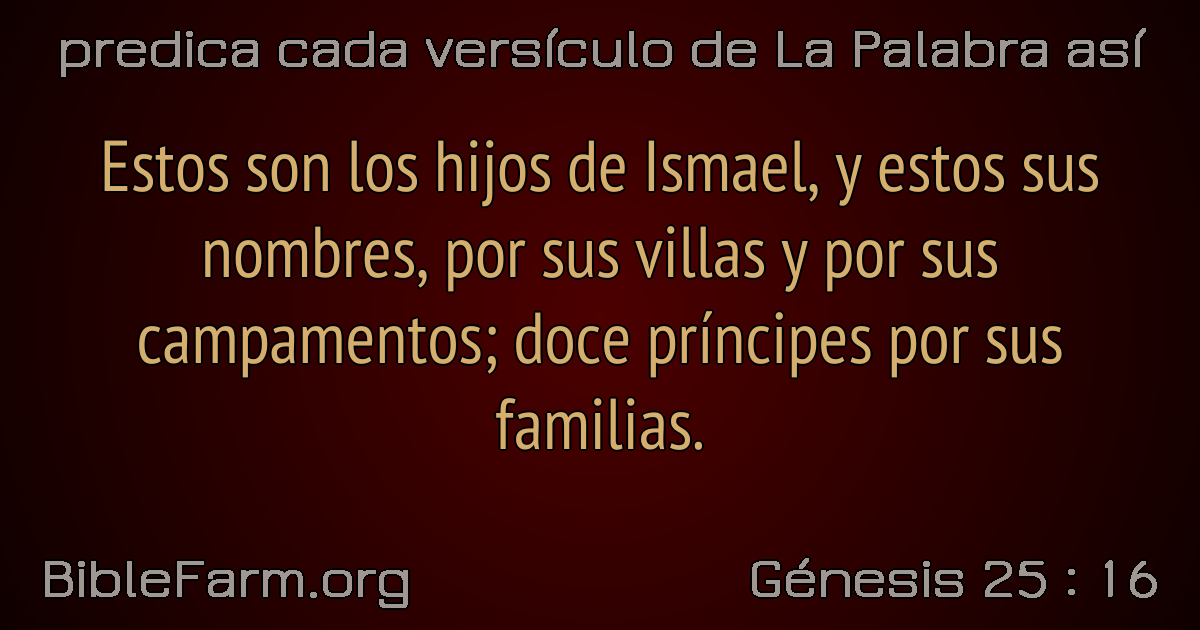 predica cada versículo de La Palabra así
Estos son los hijos de Ismael, y estos sus
nombres, por sus villas y por sus
campamentos; doce príncipes por sus
familias.
BibleFarm.org
Génesis 25 : 16